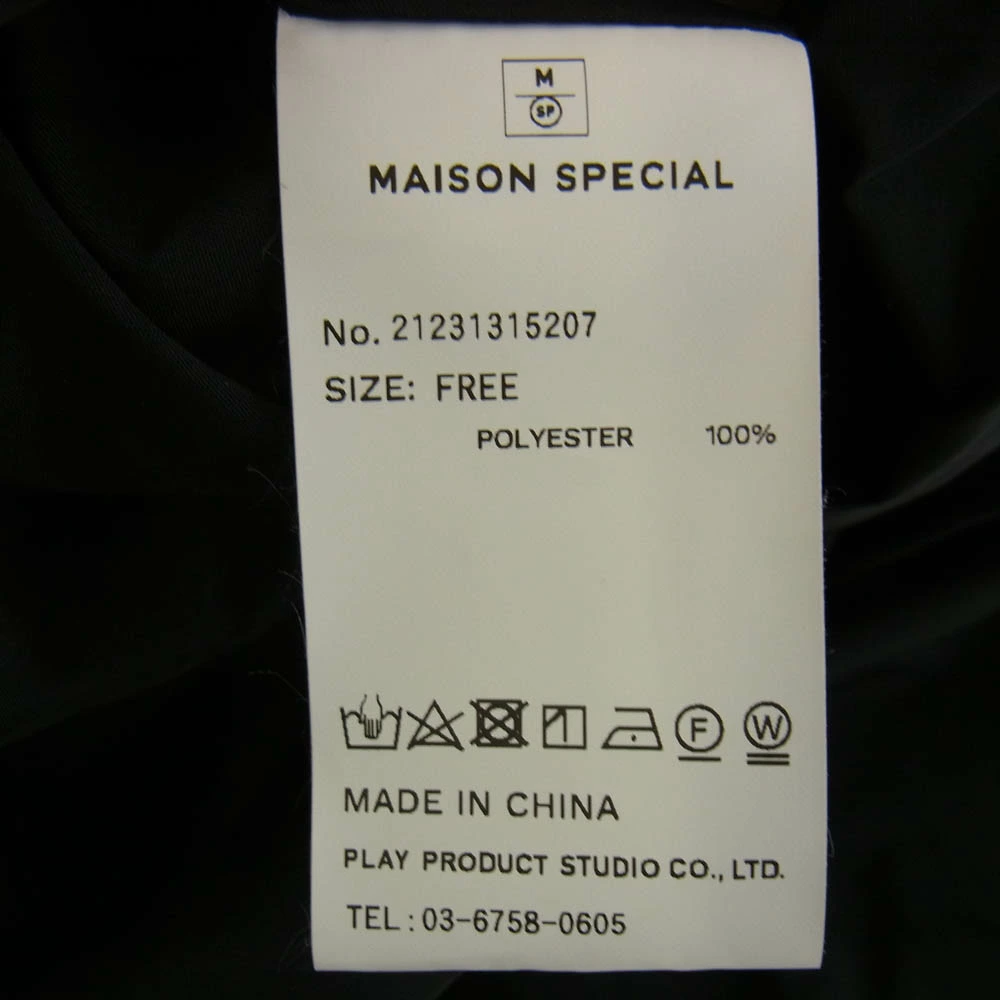 M
SP
MAISON SPECIAL
No. 21231315207
SIZE: FREE
POLYESTER 100%
F W
MADE IN CHINA
PLAY PRODUCT STUDIO CO., LTD.
TEL : 03-6758-0605